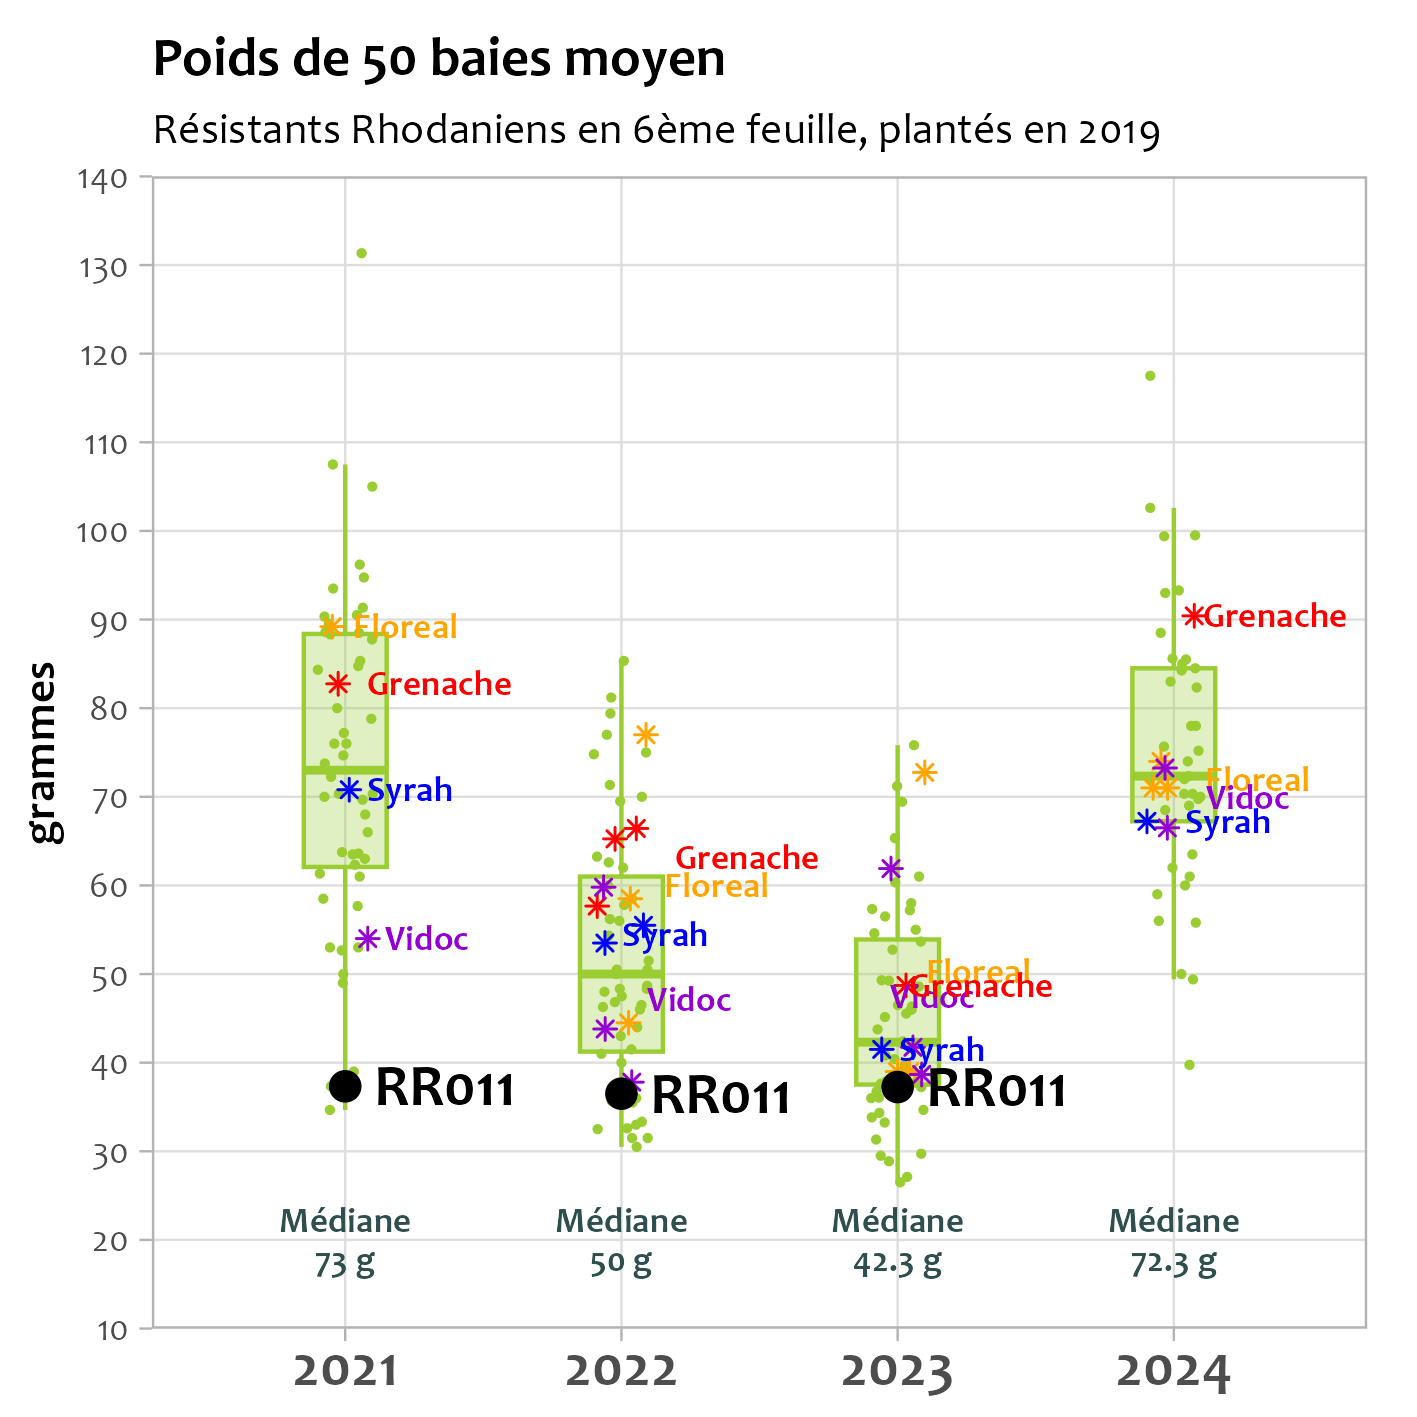 Poids de 50 baies moyen
Résistants Rhodaniens en 6ème feuille, plantés en 2019
grammes
140
130
120
110
100
90
80
70
60
50
40
30
20
10
Floreal
Grenache
Syrah
Vidoc
RR011
Médiane
73 g
2021
Grenache
Floreal
Syrah
Vidoc
RR011
Médiane
50 g
2022
Floreal
Grenache
Vidoc
Syrah
RR011
Médiane
42.3 g
2023
Grenache
Floreal
Vidoc
Syrah
Médiane
72.3 g
2024